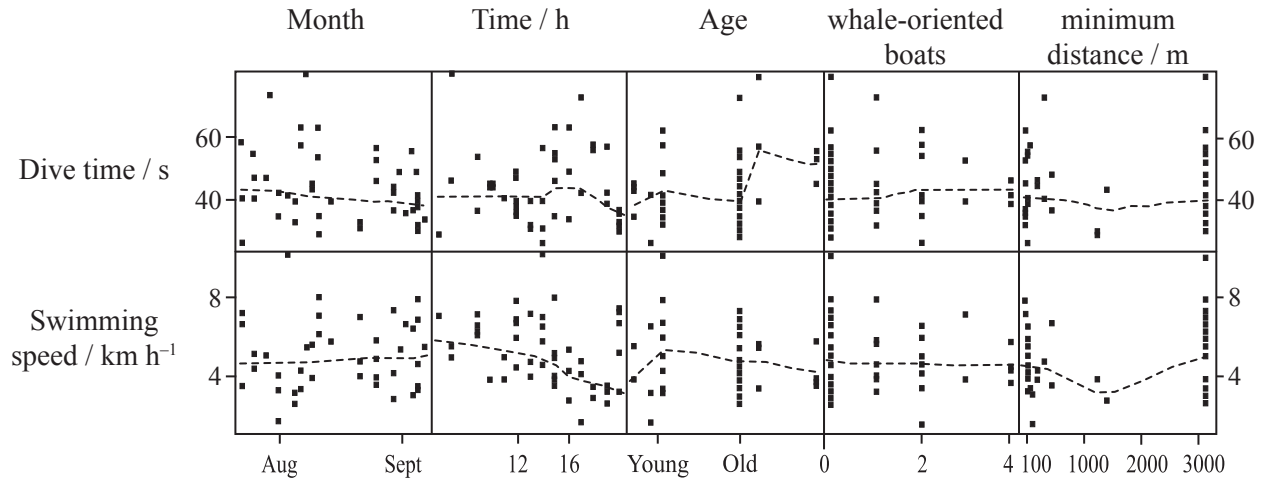 Month Time / h Age whale-oriented minimum
boats distance / m
Dive time / s
60 60
40 40
Swimming
speed / km h⁻¹
8 8
4 4
Aug Sept 12 16 Young Old 0 2 4 100 1000 2000 3000